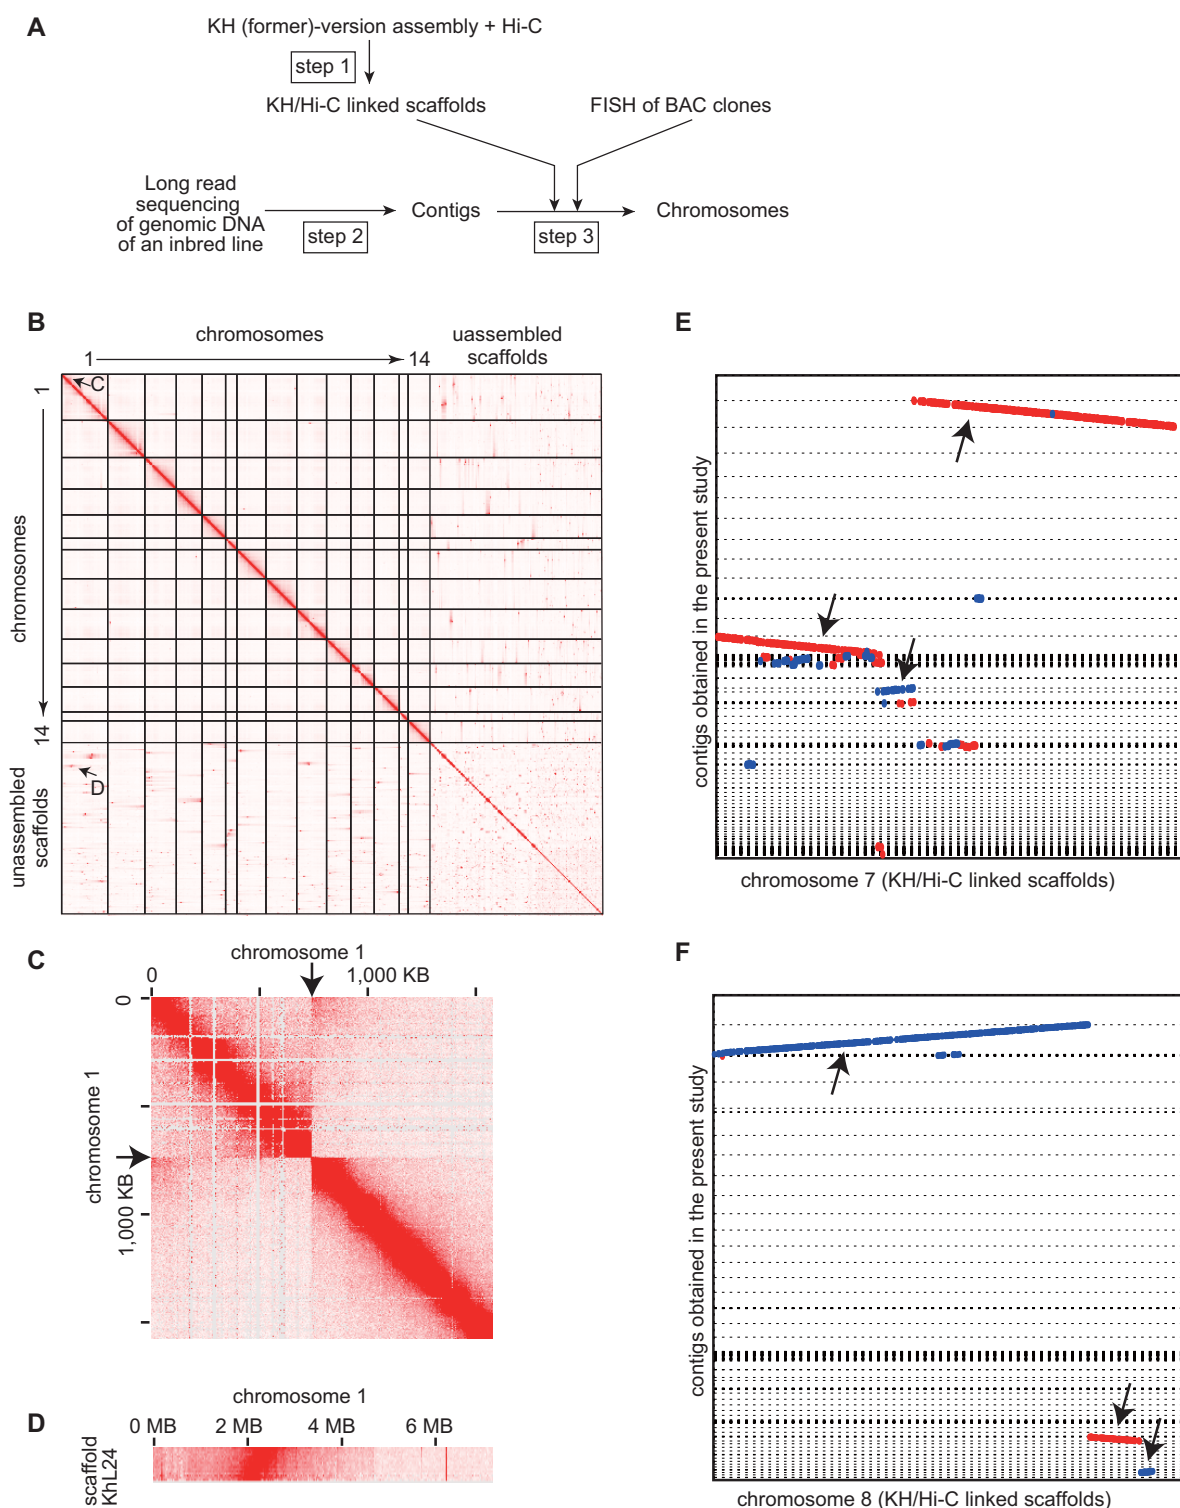 A
KH (former)-version assembly + Hi-C
step 1
KH/Hi-C linked scaffolds
FISH of BAC clones
Long read
sequencing
of genomic DNA
of an inbred line
step 2
Contigs
step 3
Chromosomes
B
chromosomes
1
14
uassembled
scaffolds
1
chromosomes
14
unassembled
scaffolds
C
D
C
chromosome 1
0
1,000 KB
0
chromosome 1
1,000 KB
D
chromosome 1
0 MB
2 MB
4 MB
6 MB
scaffold
KhL24
E
contigs obtained in the present study
chromosome 7 (KH/Hi-C linked scaffolds)
F
contigs obtained in the present study
chromosome 8 (KH/Hi-C linked scaffolds)